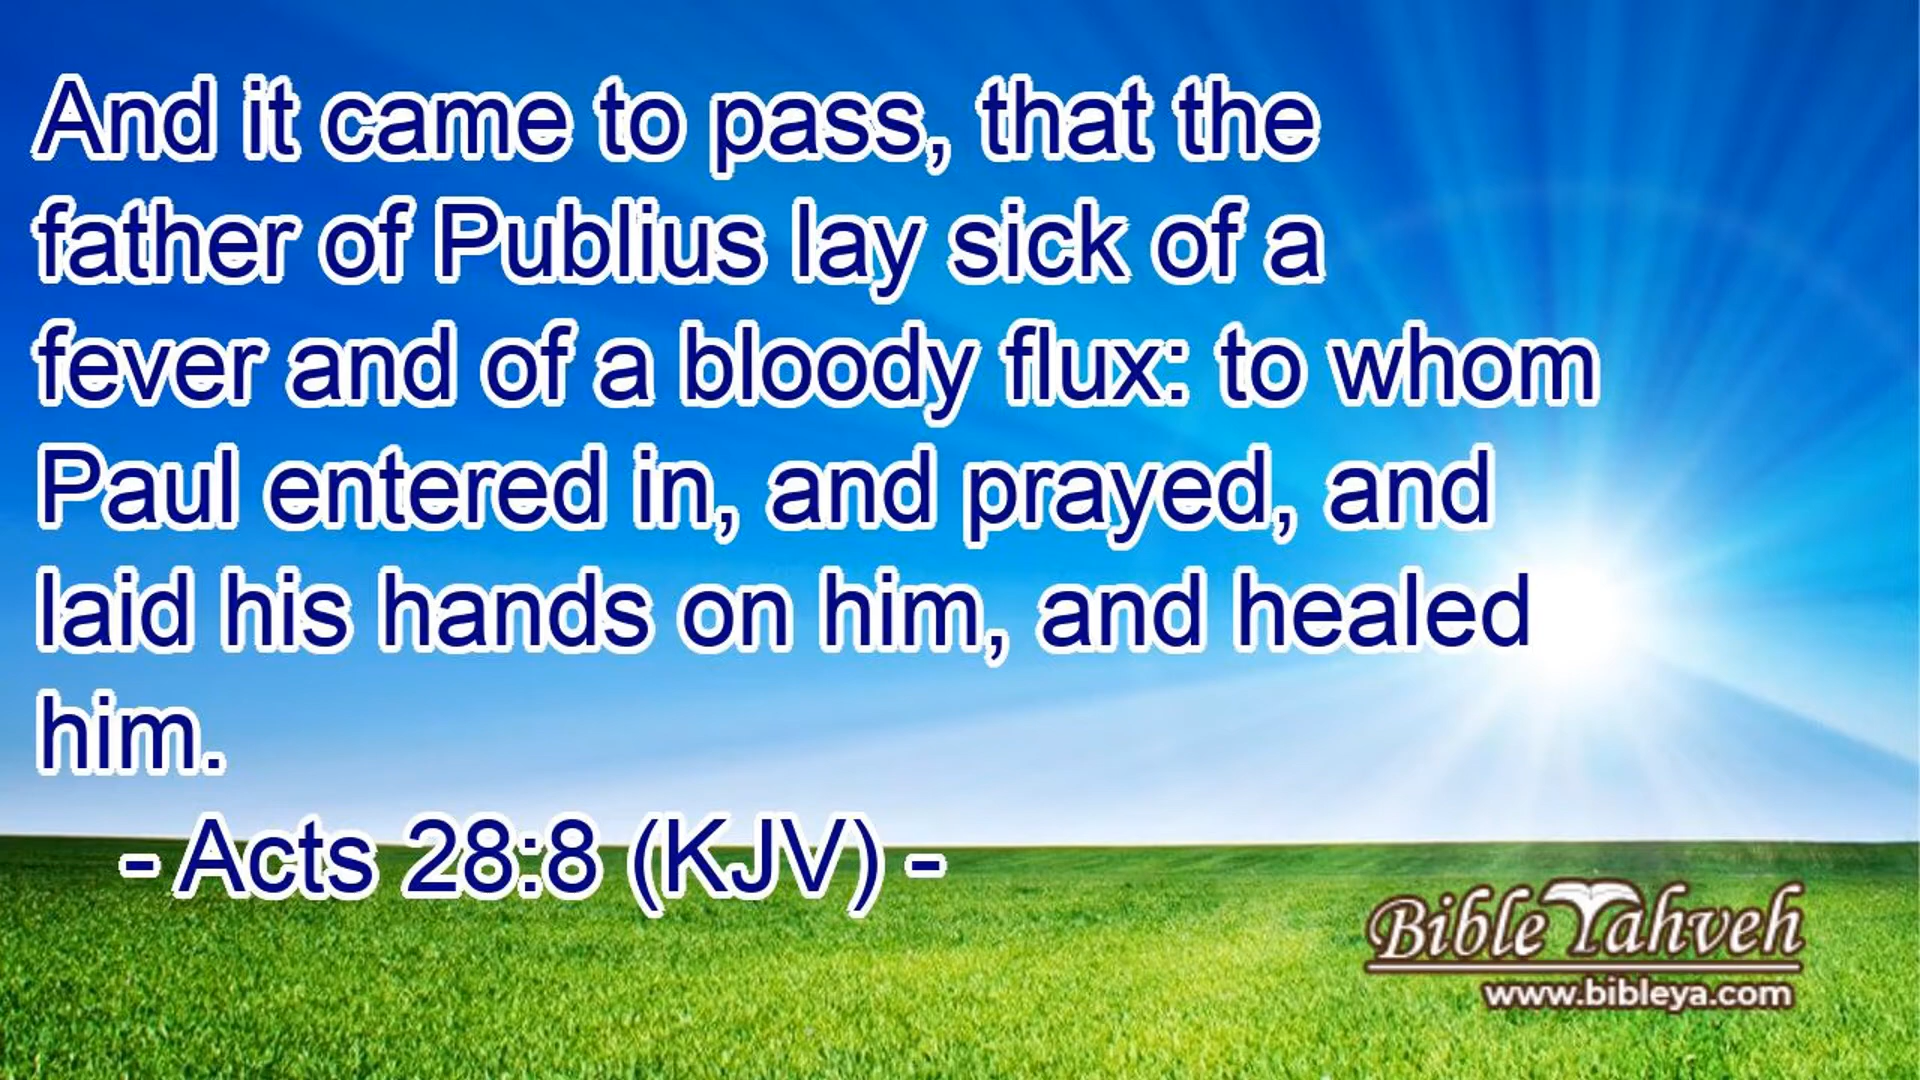 And it came to pass, that the
father of Publius lay sick of a
fever and of a bloody flux: to whom
Paul entered in, and prayed, and
laid his hands on him, and healed
him.
- Acts 28:8 (KJV) -
Bible Yahveh
www.bibleya.com